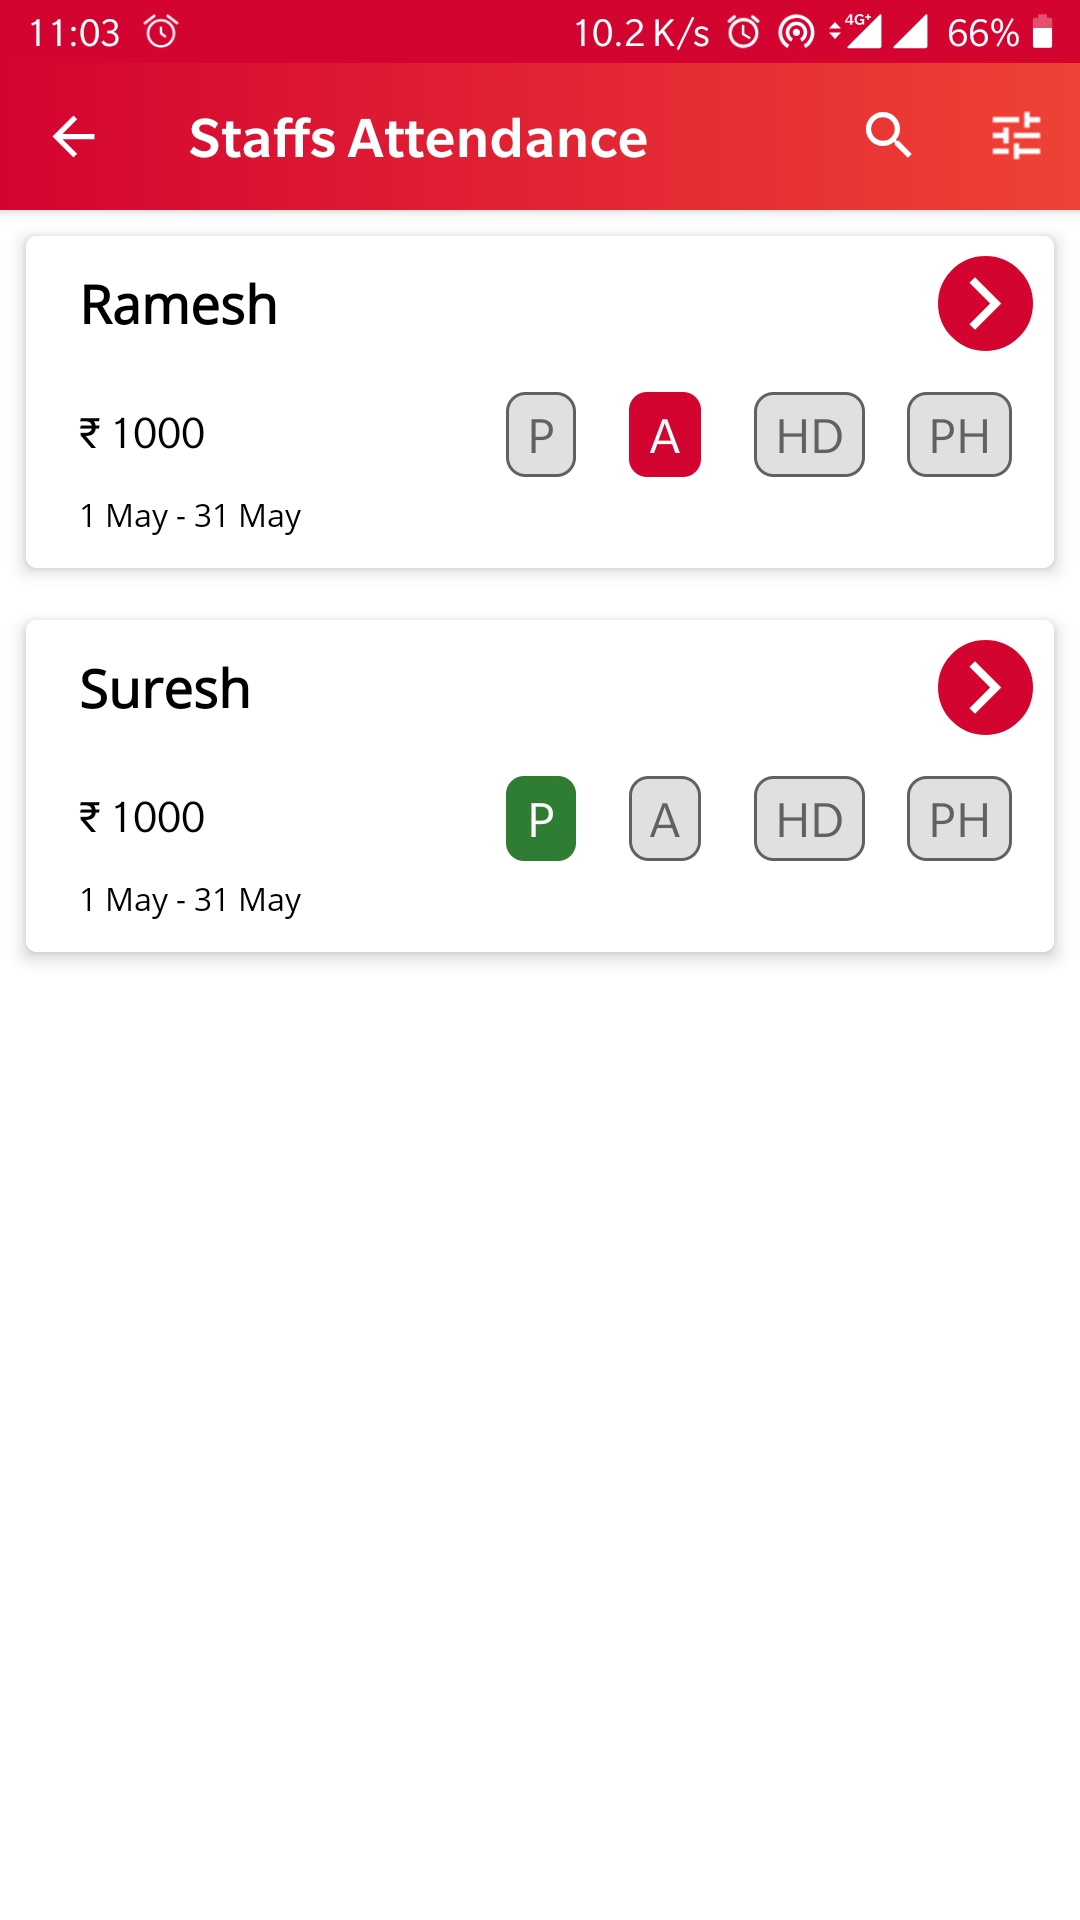 11:03 10.2 K/s 4G+ 66%
Staffs Attendance
Ramesh
₹ 1000 P A HD PH
1 May - 31 May
Suresh
₹ 1000 P A HD PH
1 May - 31 May